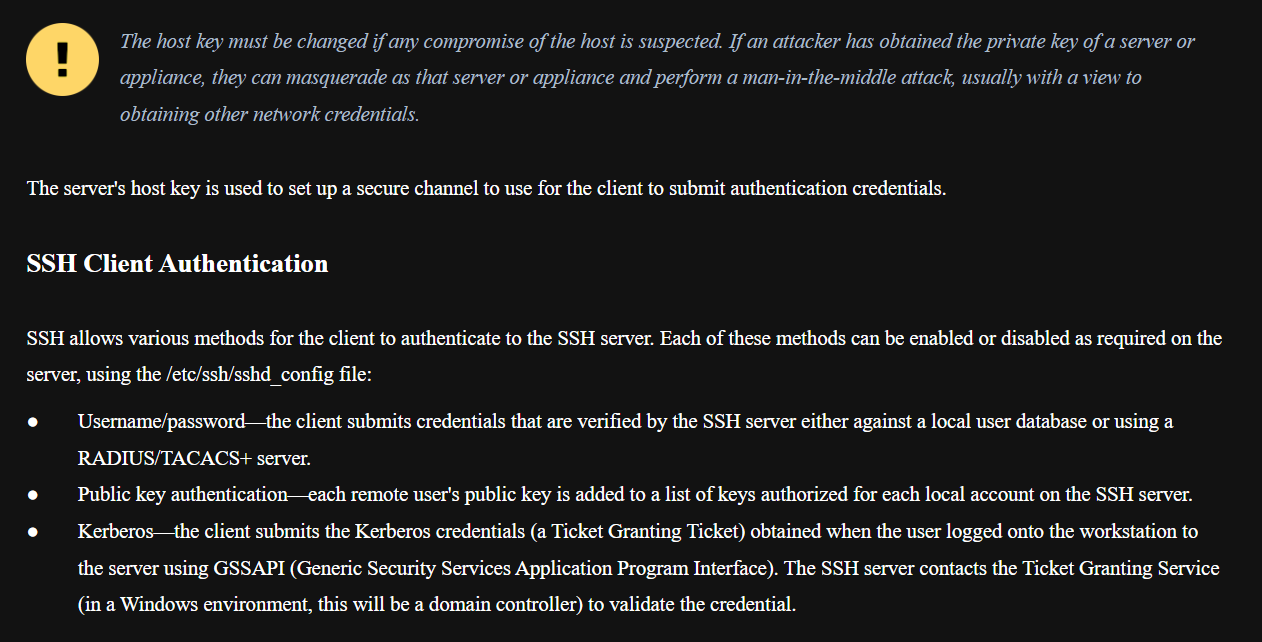 The host key must be changed if any compromise of the host is suspected. If an attacker has obtained the private key of a server or
appliance, they can masquerade as that server or appliance and perform a man-in-the-middle attack, usually with a view to
obtaining other network credentials.
The server's host key is used to set up a secure channel to use for the client to submit authentication credentials.
SSH Client Authentication
SSH allows various methods for the client to authenticate to the SSH server. Each of these methods can be enabled or disabled as required on the
server, using the /etc/ssh/sshd_config file:
● Username/password—the client submits credentials that are verified by the SSH server either against a local user database or using a
RADIUS/TACACS+ server.
● Public key authentication—each remote user's public key is added to a list of keys authorized for each local account on the SSH server.
● Kerberos—the client submits the Kerberos credentials (a Ticket Granting Ticket) obtained when the user logged onto the workstation to
the server using GSSAPI (Generic Security Services Application Program Interface). The SSH server contacts the Ticket Granting Service
(in a Windows environment, this will be a domain controller) to validate the credential.